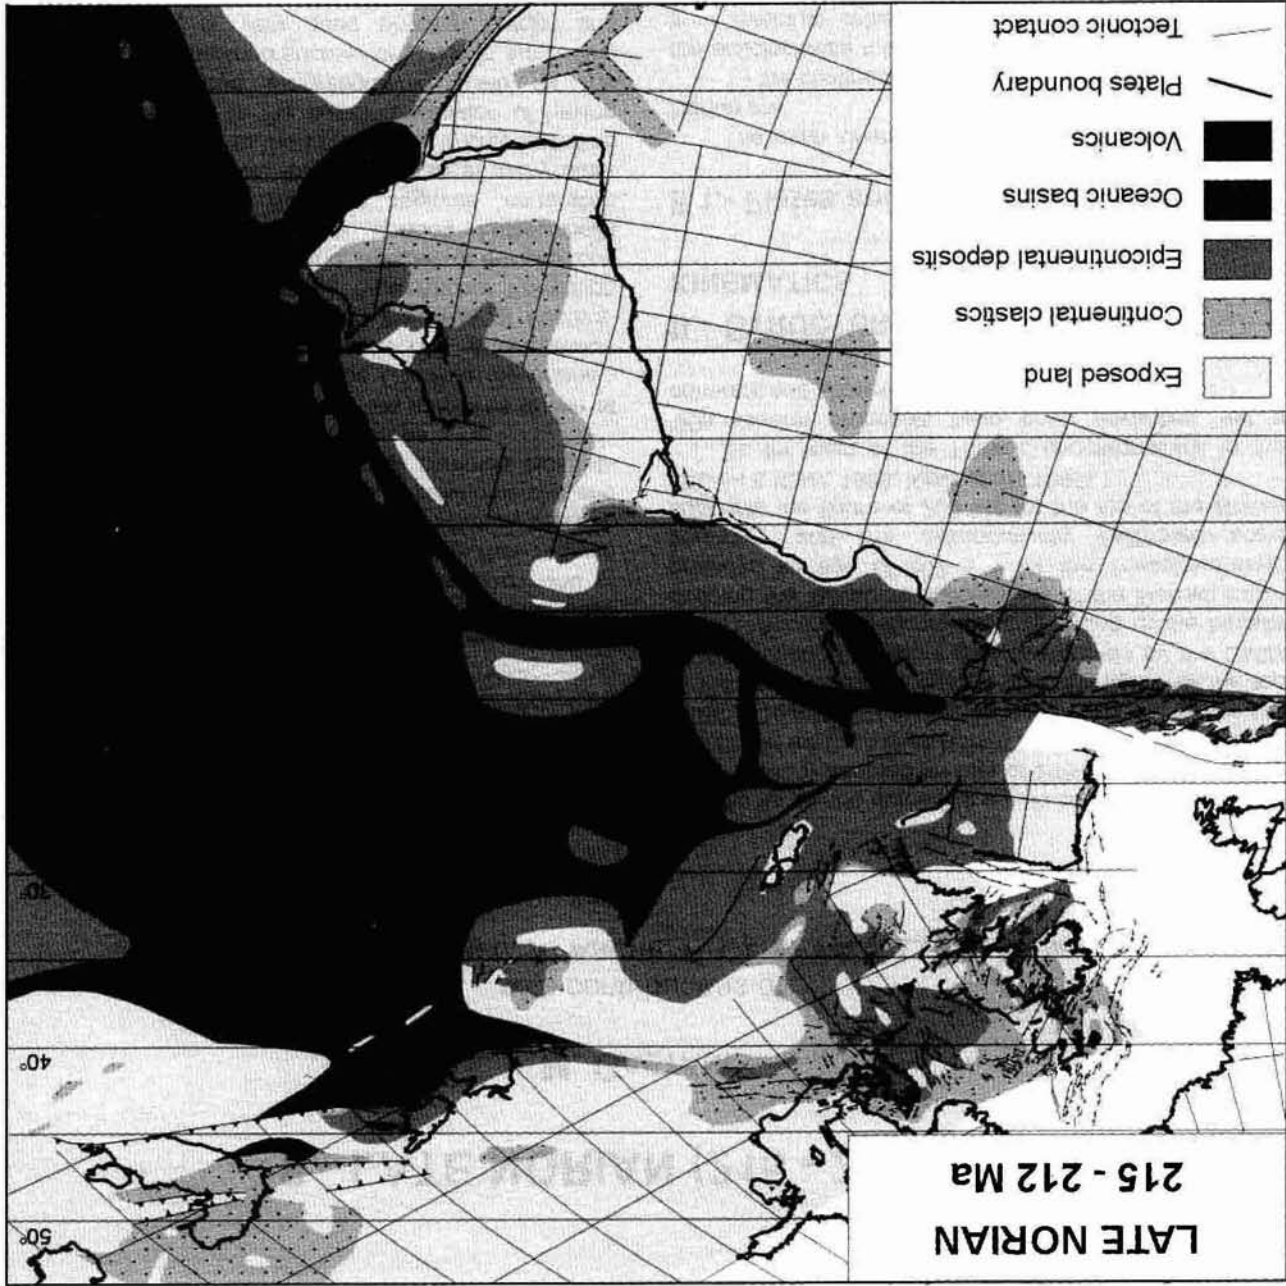 LATE NORIAN
215 - 212 Ma
50°
40°
Exposed land
Continental clastics
Epicontinental deposits
Oceanic basins
Volcanics
Plates boundary
Tectonic contact